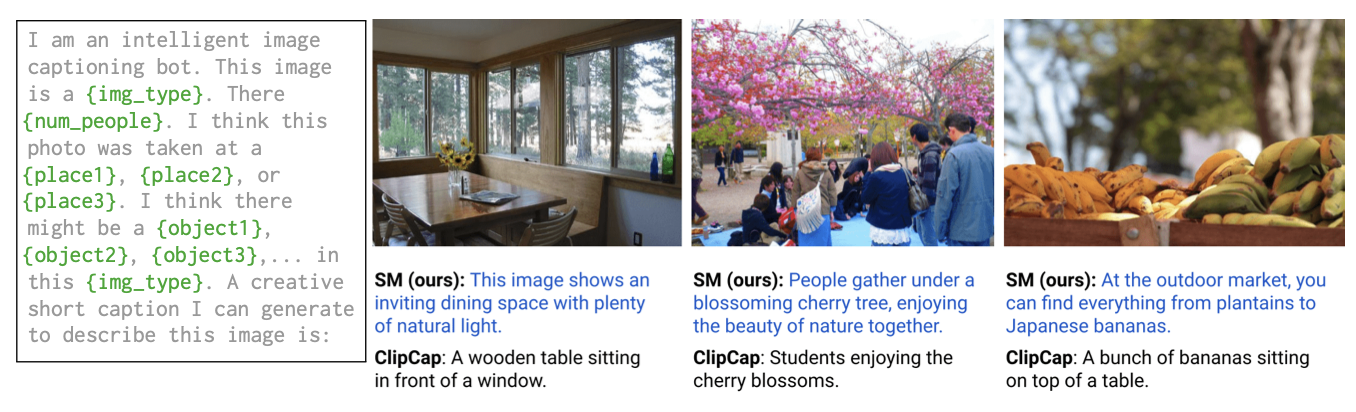 I am an intelligent image
captioning bot. This image
is a {img_type}. There
{num_people}. I think this
photo was taken at a
{place1}, {place2}, or
{place3}. I think there
might be a {object1},
{object2}, {object3},... in
this {img_type}. A creative
short caption I can generate
to describe this image is:
SM (ours): This image shows an
inviting dining space with plenty
of natural light.
ClipCap: A wooden table sitting
in front of a window.
SM (ours): People gather under a
blossoming cherry tree, enjoying
the beauty of nature together.
ClipCap: Students enjoying the
cherry blossoms.
SM (ours): At the outdoor market, you
can find everything from plantains to
Japanese bananas.
ClipCap: A bunch of bananas sitting
on top of a table.